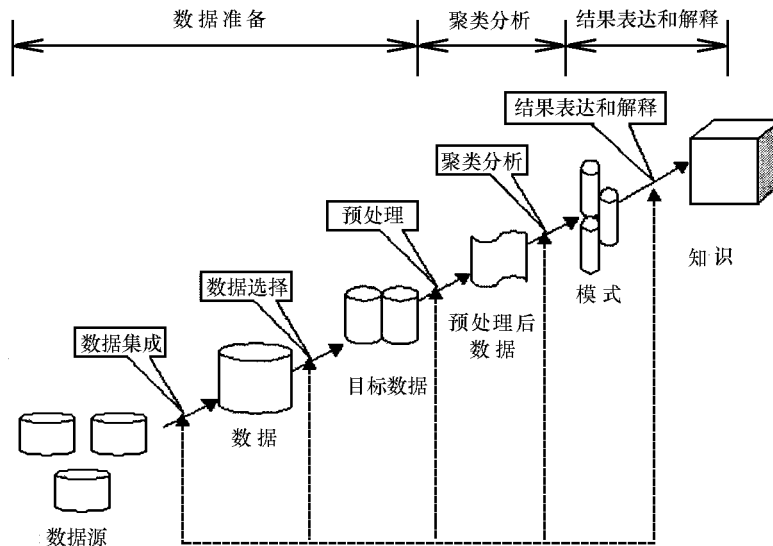 数据准备
聚类分析
结果表达和解释
结果表达和解释
聚类分析
预处理
数据选择
数据集成
知识
模式
预处理后
数据
目标数据
数据
数据源